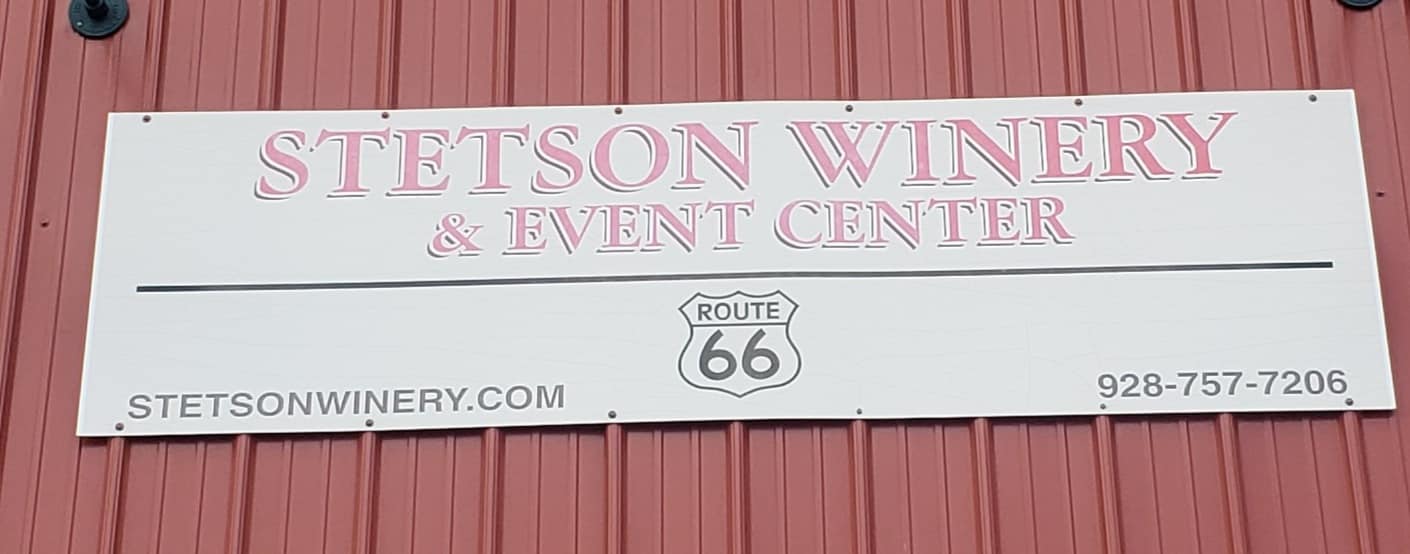 STETSON WINERY
& EVENT CENTER
ROUTE
66
STETSONWINERY.COM
928-757-7206